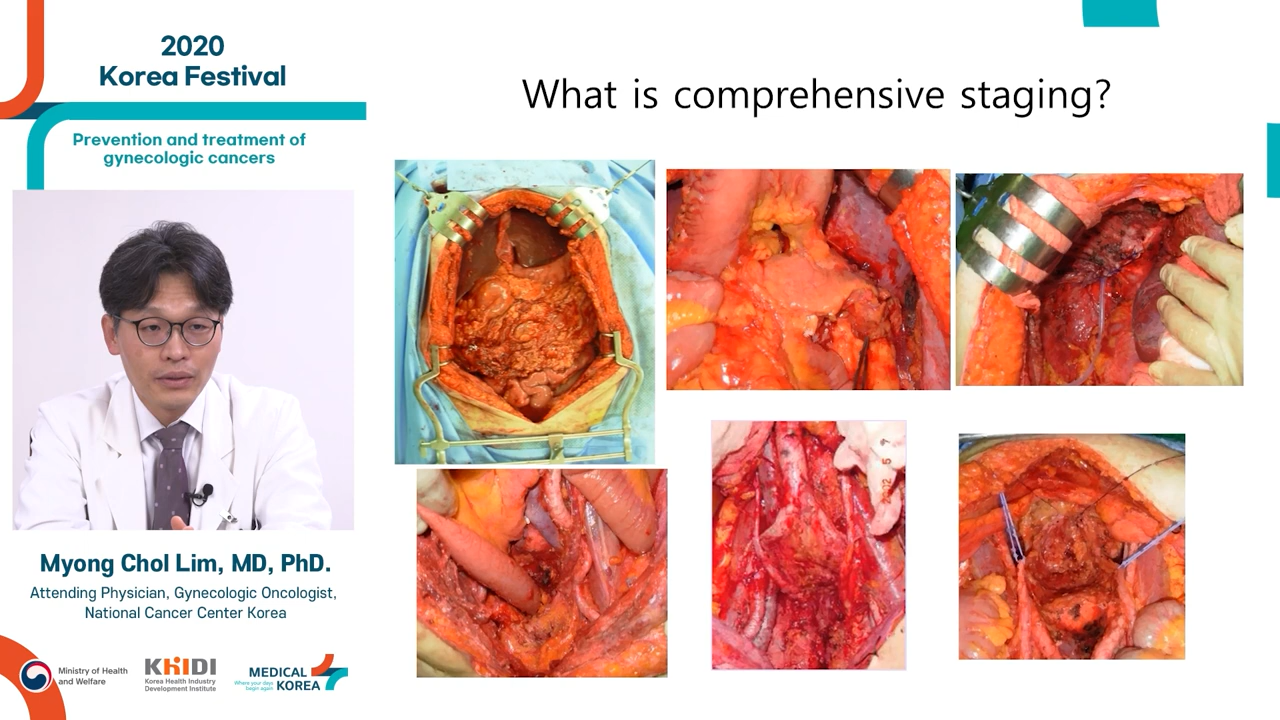 2020
Korea Festival
Prevention and treatment of
gynecologic cancers
What is comprehensive staging?
Myong Chol Lim, MD, PhD.
Attending Physician, Gynecologic Oncologist,
National Cancer Center Korea
Ministry of Health
and Welfare
KHIDI
Korea Health Industry
Development Institute
MEDICAL
KOREA
Where your days
begin again